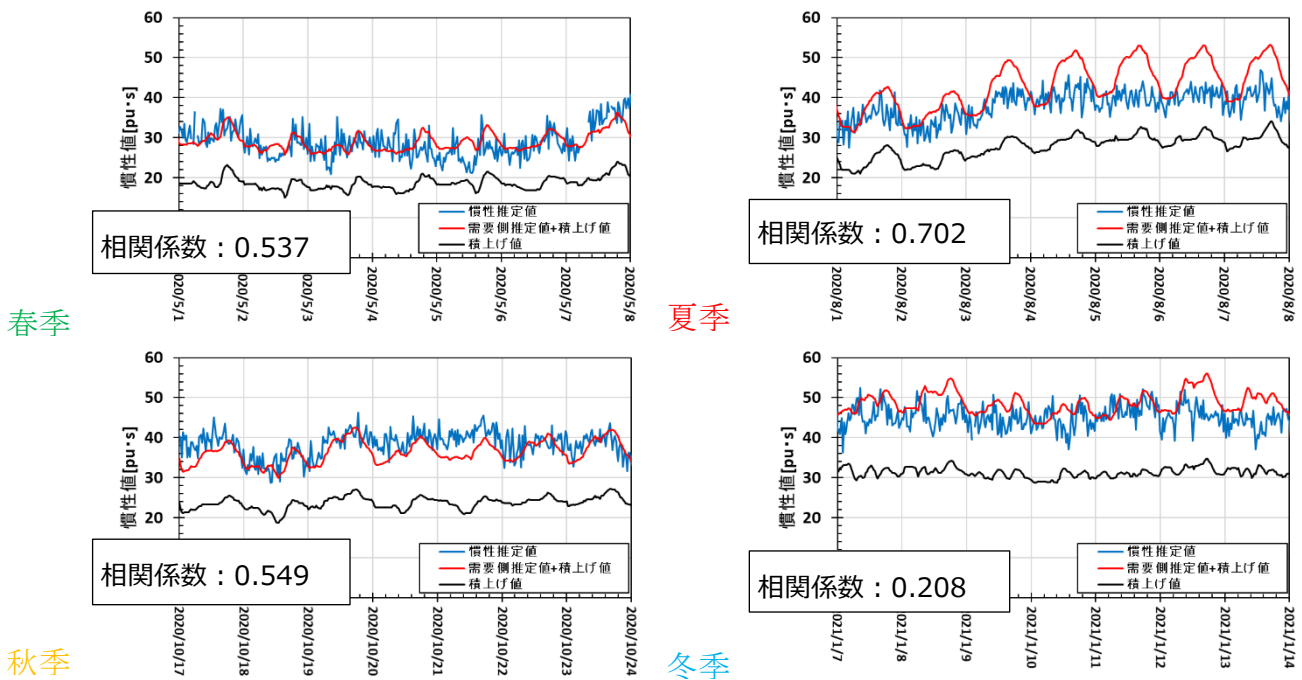 60
50
40
30
20
慣性値[pu・s]
慣性推定値
需要側推定値+積上げ値
積上げ値
相関係数：0.537
2020/5/1
2020/5/2
2020/5/3
2020/5/4
2020/5/5
2020/5/6
2020/5/7
2020/5/8
春季
60
50
40
30
20
慣性値[pu・s]
慣性推定値
需要側推定値+積上げ値
積上げ値
相関係数：0.702
2020/8/1
2020/8/2
2020/8/3
2020/8/4
2020/8/5
2020/8/6
2020/8/7
2020/8/8
夏季
60
50
40
30
20
慣性値[pu・s]
慣性推定値
需要側推定値+積上げ値
積上げ値
相関係数：0.549
2020/10/17
2020/10/18
2020/10/19
2020/10/20
2020/10/21
2020/10/22
2020/10/23
2020/10/24
秋季
60
50
40
30
20
慣性値[pu・s]
慣性推定値
需要側推定値+積上げ値
積上げ値
相関係数：0.208
2021/1/7
2021/1/8
2021/1/9
2021/1/10
2021/1/11
2021/1/12
2021/1/13
2021/1/14
冬季